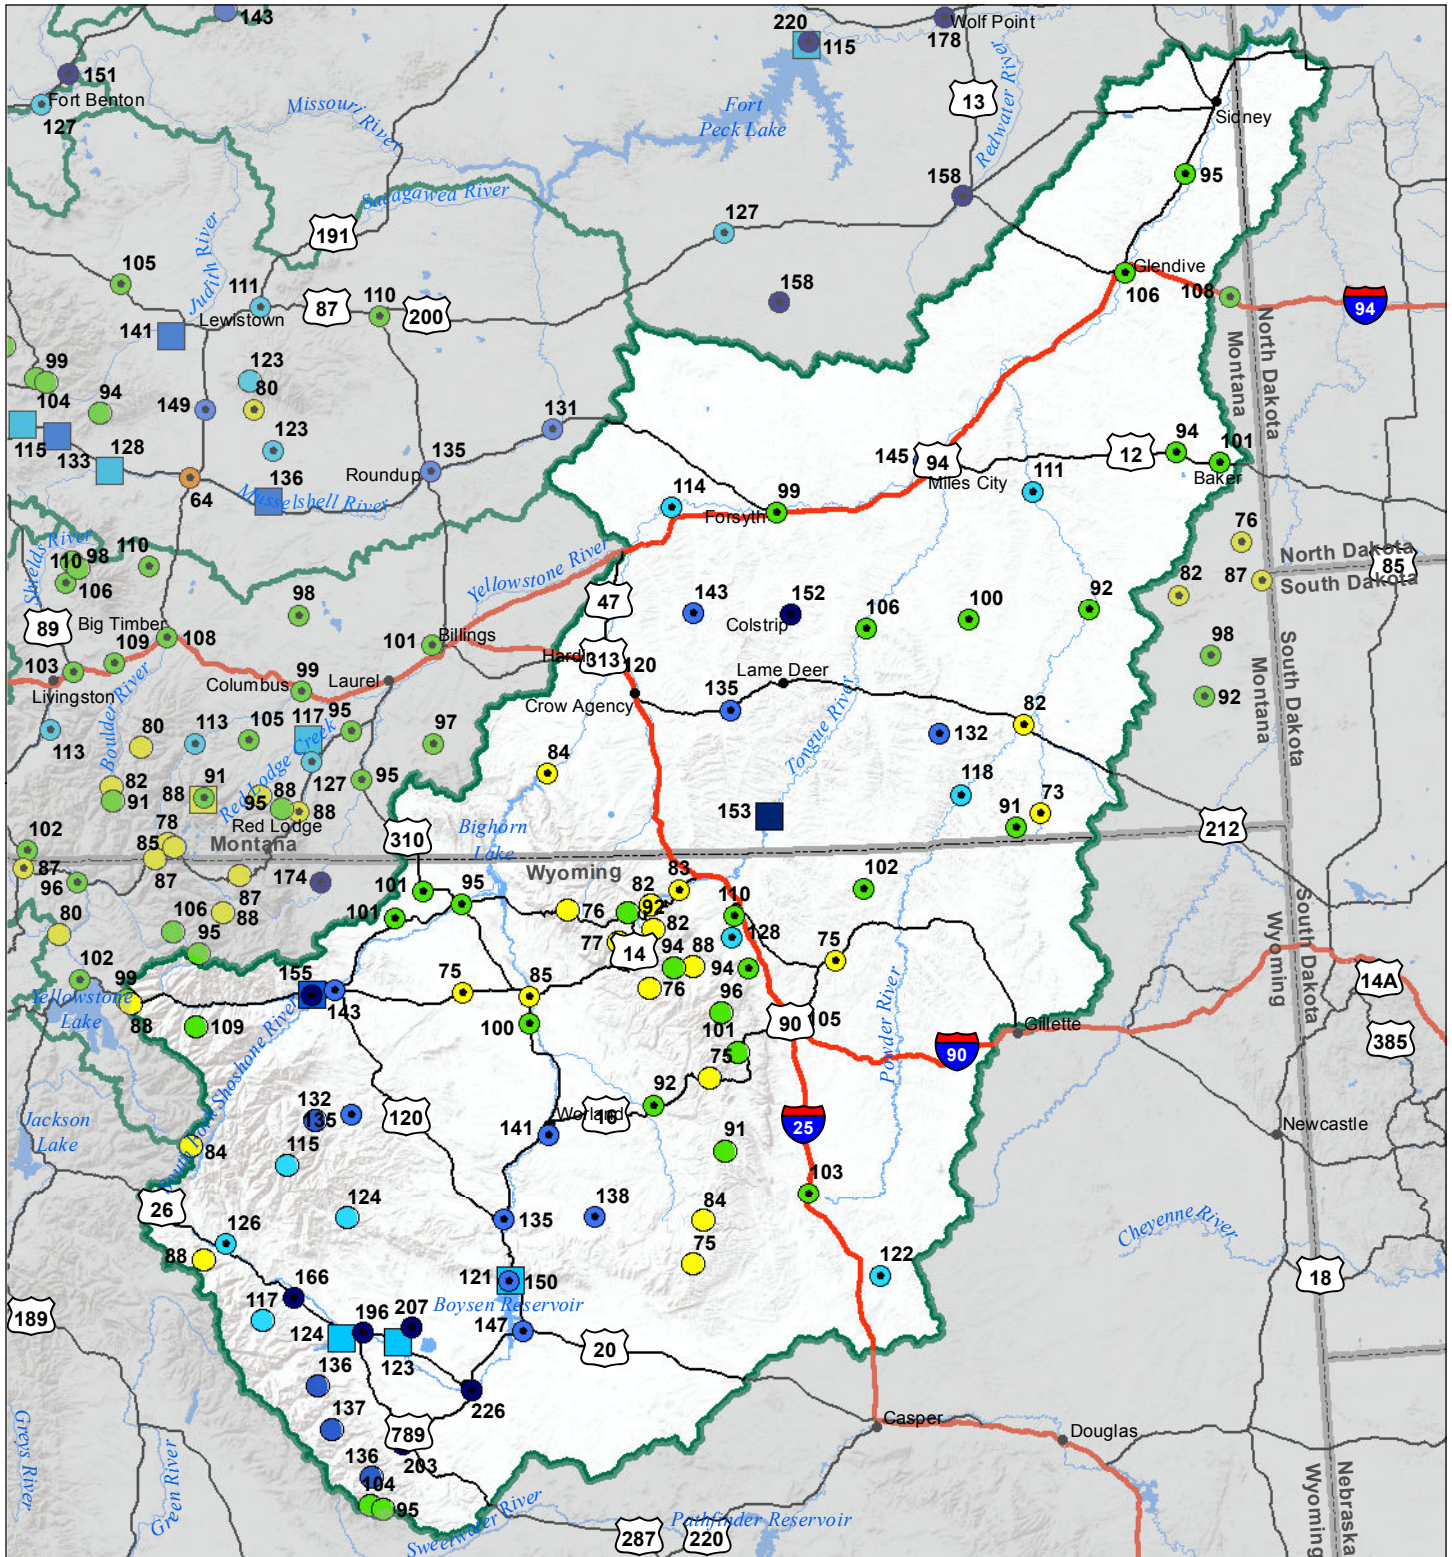 143
220
115
Wolf Point
178
151
Fort Benton
127
Missouri River
Fort
Peck Lake
13
Redwater River
Sidney
95
158
Sacagawea River
191
127
Judith River
105
111
Lewistown
87
110
200
158
Glendive
106
108
94
North Dakota
Montana
141
99
123
80
94
149
104
115
133
128
123
131
135
Roundup
136
64
Musselshell River
145
94
Miles City
12
94
101
Baker
111
114
99
Forsyth
76
North Dakota
South Dakota
85
87
82
Shields River
110
98
106
110
Yellowstone River
47
143
152
Colstrip
106
100
92
98
89
Big Timber
108
109
103
Livingston
98
101
Billings
Hardin
313
120
Lame Deer
Crow Agency
135
98
92
South Dakota
Montana
Columbus
99
Laurel
Boulder River
113
80
113
105
117
95
97
Red Lodge Creek
127
95
82
132
Tongue River
84
118
91
73
82
91
88
91
88
95
88
Red Lodge
153
212
310
Bighorn
Lake
102
78
85
87
Montana
Wyoming
87
96
174
87
88
80
106
95
101
95
101
76
82
83
92
82
77
14
110
128
102
75
94
88
94
76
96
South Dakota
Wyoming
14A
385
102
99
88
Yellowstone
Lake
109
155
143
75
85
100
101
75
90
105
Powder River
90
Gillette
South Fork Shoshone River
132
135
115
120
141
Worland
16
92
25
91
Newcastle
Jackson
Lake
84
26
126
88
124
135
138
84
75
103
122
Cheyenne River
18
166
121
150
Boysen Reservoir
117
196
207
124
123
147
20
189
136
137
226
789
203
136
104
95
Casper
Douglas
Greys River
Green River
Sweetwater River
287
220
Pathfinder Reservoir
Nebraska
Wyoming